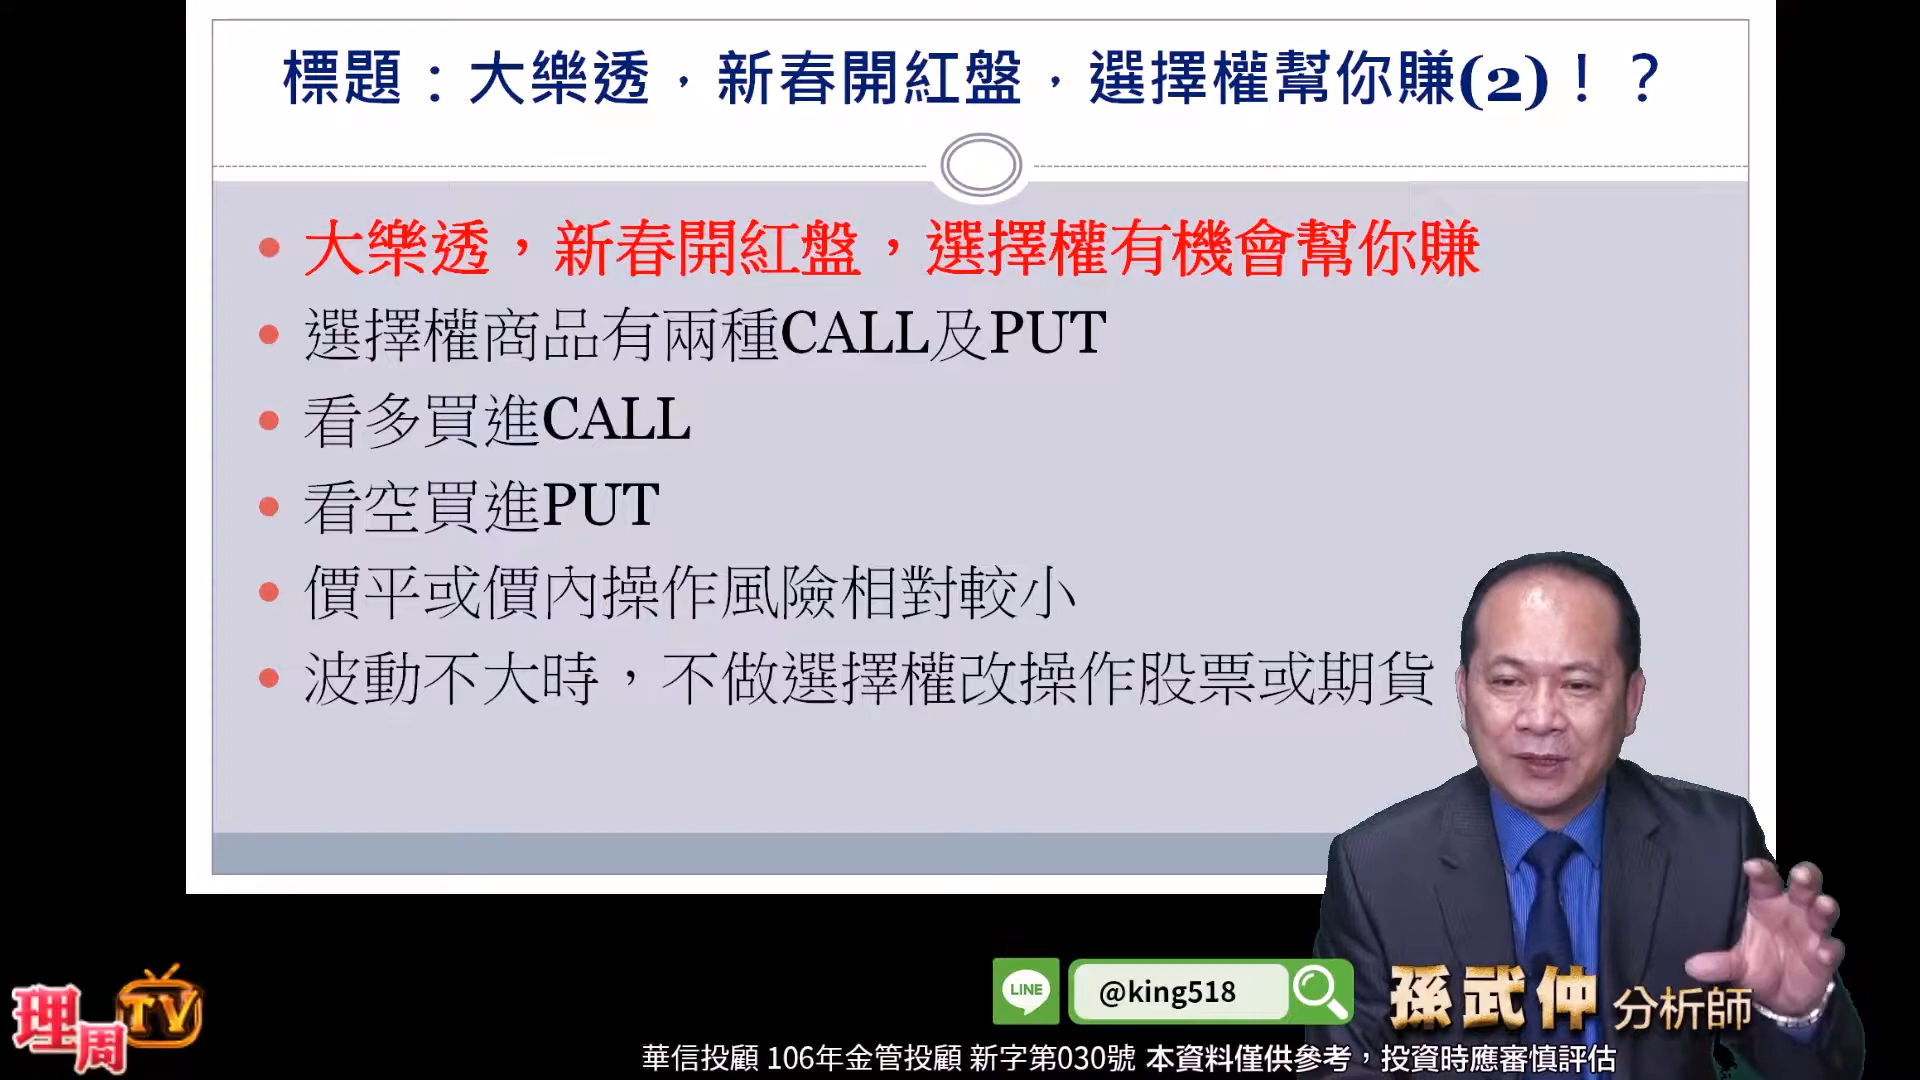 標題：大樂透，新春開紅盤，選擇權幫你賺(2)！？
大樂透，新春開紅盤，選擇權有機會幫你賺
選擇權商品有兩種CALL及PUT
看多買進CALL
看空買進PUT
價平或價內操作風險相對較小
波動不大時，不做選擇權改操作股票或期貨
理周TV
LINE
@king518
孫武仲 分析師
華信投顧 106年金管投顧 新字第030號 本資料僅供參考，投資時應審慎評估